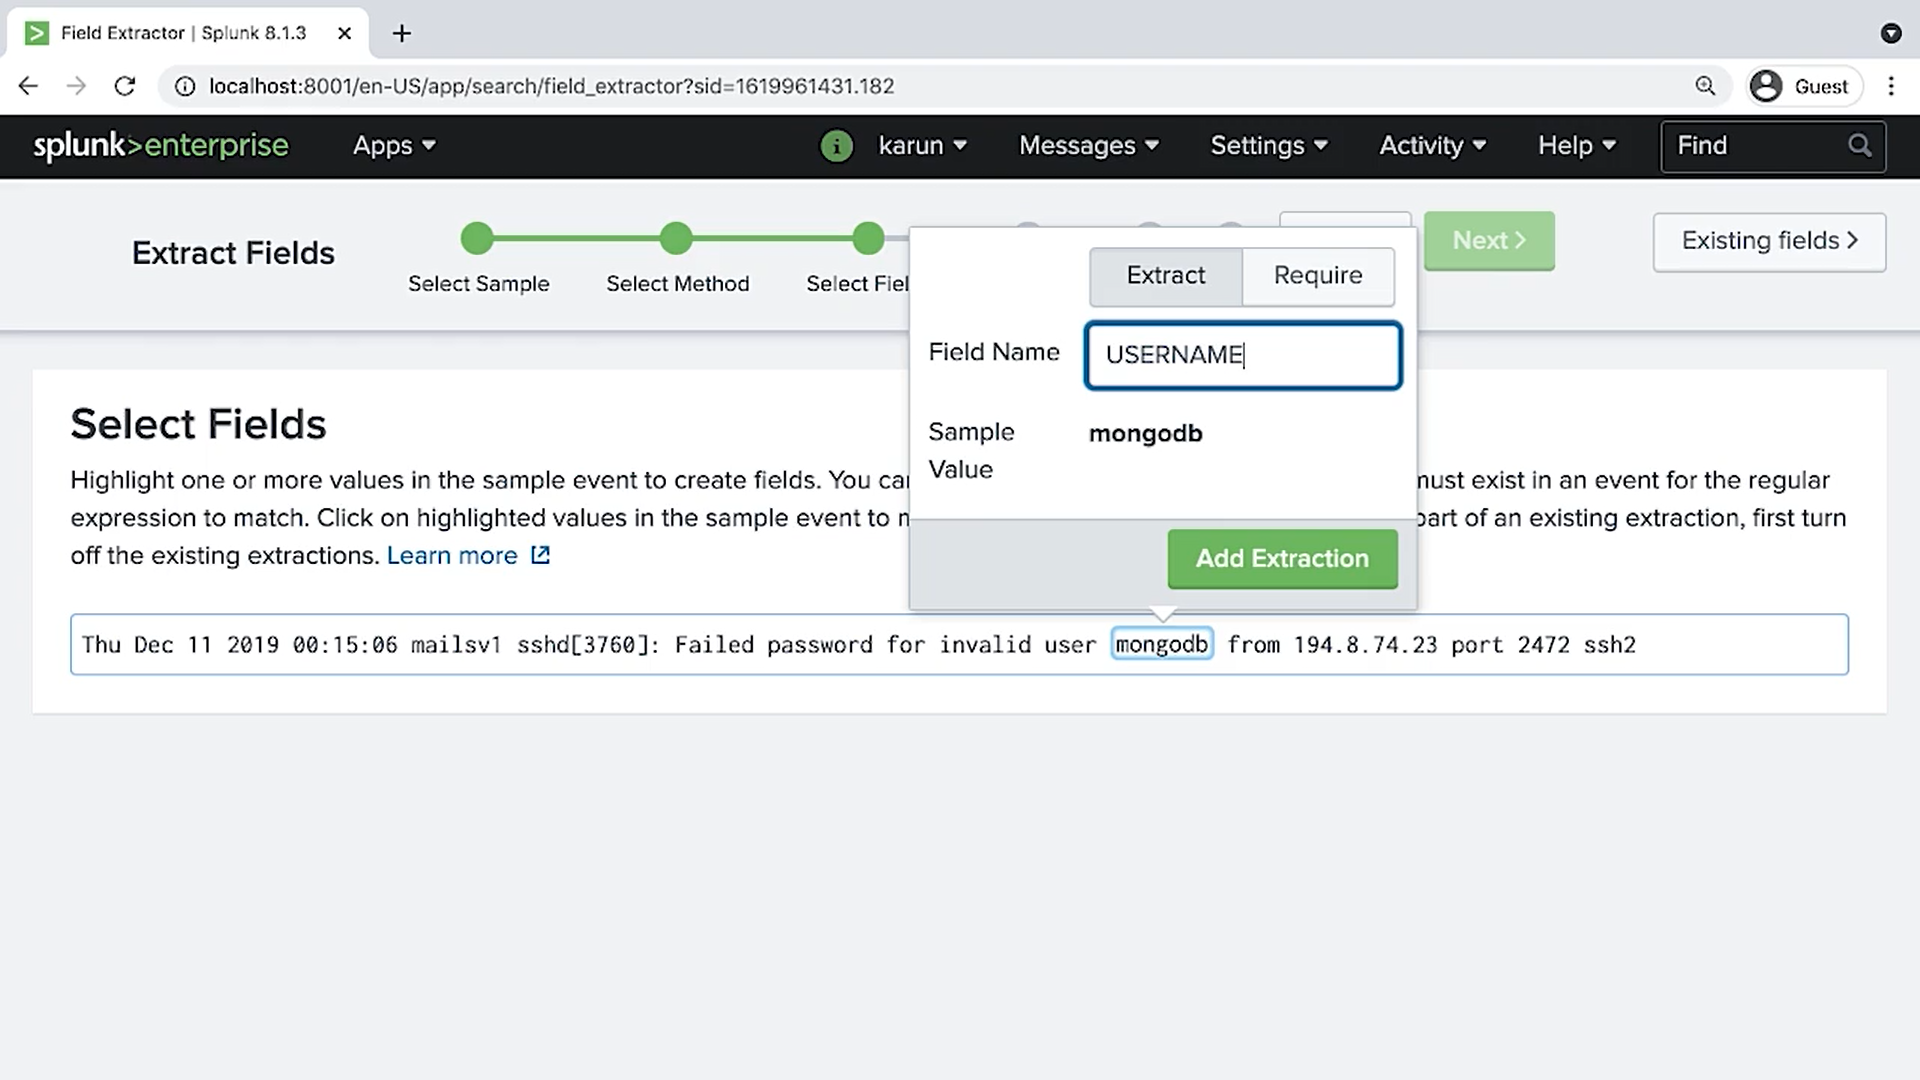 Field Extractor | Splunk 8.1.3
localhost:8001/en-US/app/search/field_extractor?sid=1619961431.182
Guest
splunk>enterprise Apps karun Messages Settings Activity Help Find
Extract Fields
Select Sample Select Method Select Fiel
Next >
Existing fields >
Extract Require
Field Name USERNAME
Sample Value mongodb
Add Extraction
Select Fields
Highlight one or more values in the sample event to create fields. You can must exist in an event for the regular
expression to match. Click on highlighted values in the sample event to part of an existing extraction, first turn
off the existing extractions. Learn more
Thu Dec 11 2019 00:15:06 mailsv1 sshd[3760]: Failed password for invalid user mongodb from 194.8.74.23 port 2472 ssh2